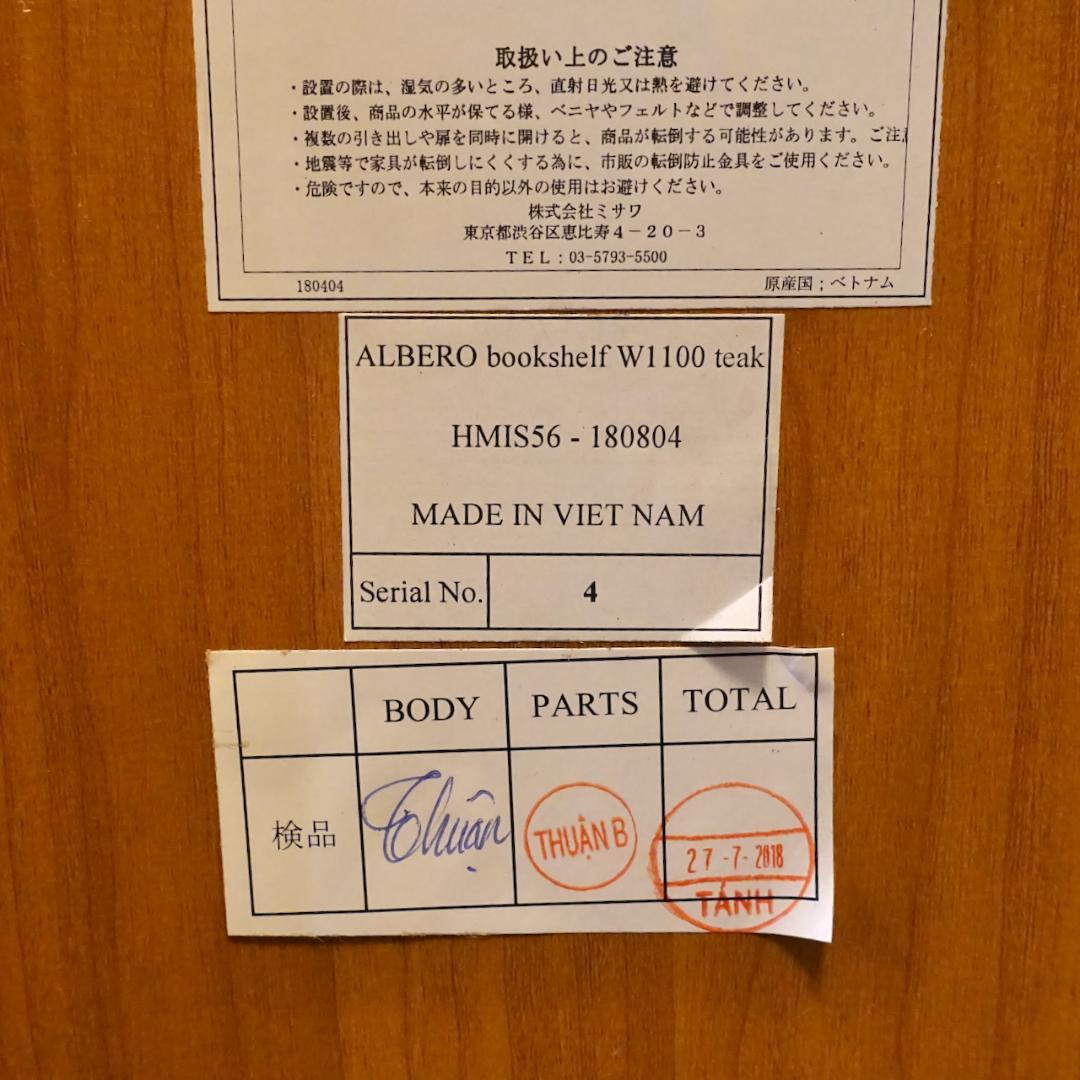 取扱い上のご注意
・設置の際は、湿気の多いところ、直射日光又は熱を避けてください。
・設置後、商品の水平が保てる様、ベニヤやフェルトなどで調整してください。
・複数の引き出しや扉を同時に開けると、商品が転倒する可能性があります。ご注
・地震等で家具が転倒しにくくする為に、市販の転倒防止金具をご使用ください。
・危険ですので、本来の目的以外の使用はお避けください。
株式会社ミサワ
東京都渋谷区恵比寿4－20－3
TEL：03-5793-5500
180404 原産国；ベトナム
ALBERO bookshelf W1100 teak
HMIS56 - 180804
MADE IN VIET NAM
Serial No. 4
BODY PARTS TOTAL
検品 Thuận THUẬN B 27-7-2018
TÁNH